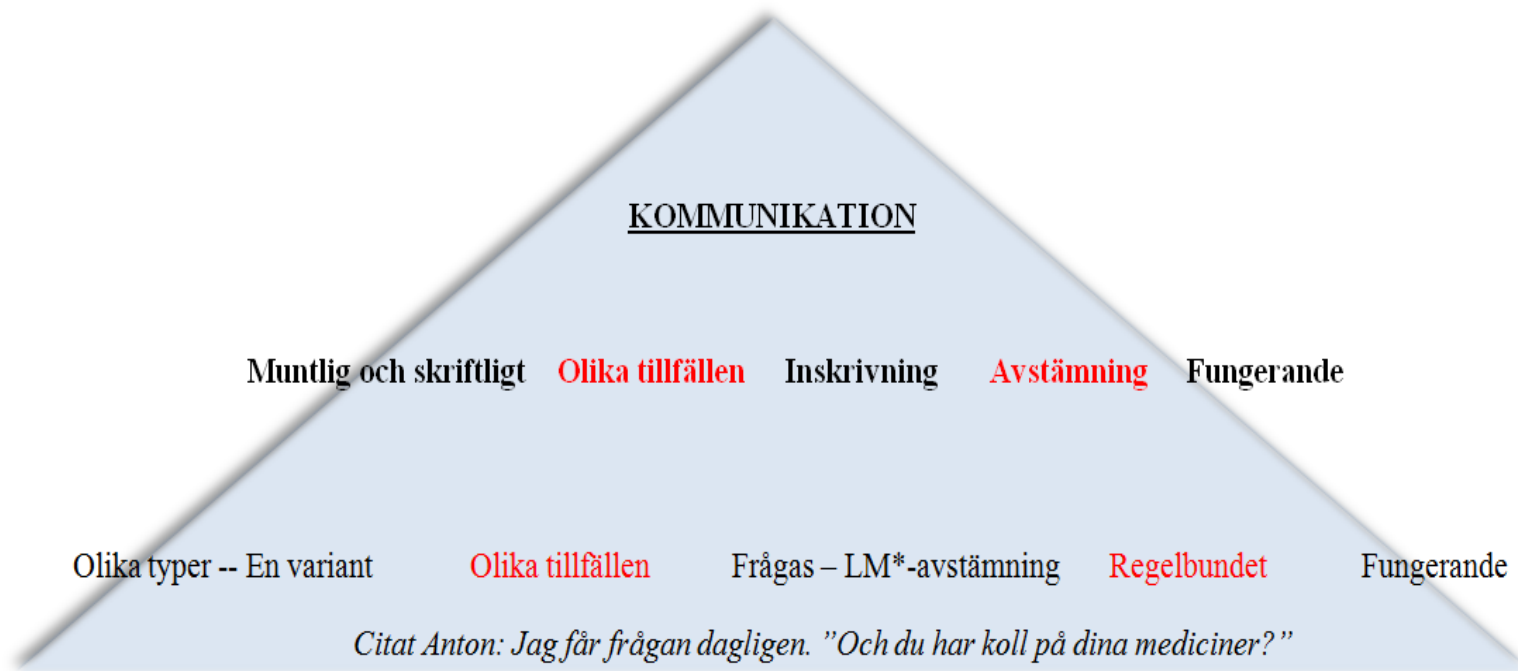 KOMMUNIKATION
Muntlig och skriftligt Olika tillfällen Inskrivning Avstämning Fungerande
Olika typer -- En variant Olika tillfällen Frågas – LM*-avstämning Regelbundet Fungerande
Citat Anton: Jag får frågan dagligen. ”Och du har koll på dina mediciner?”